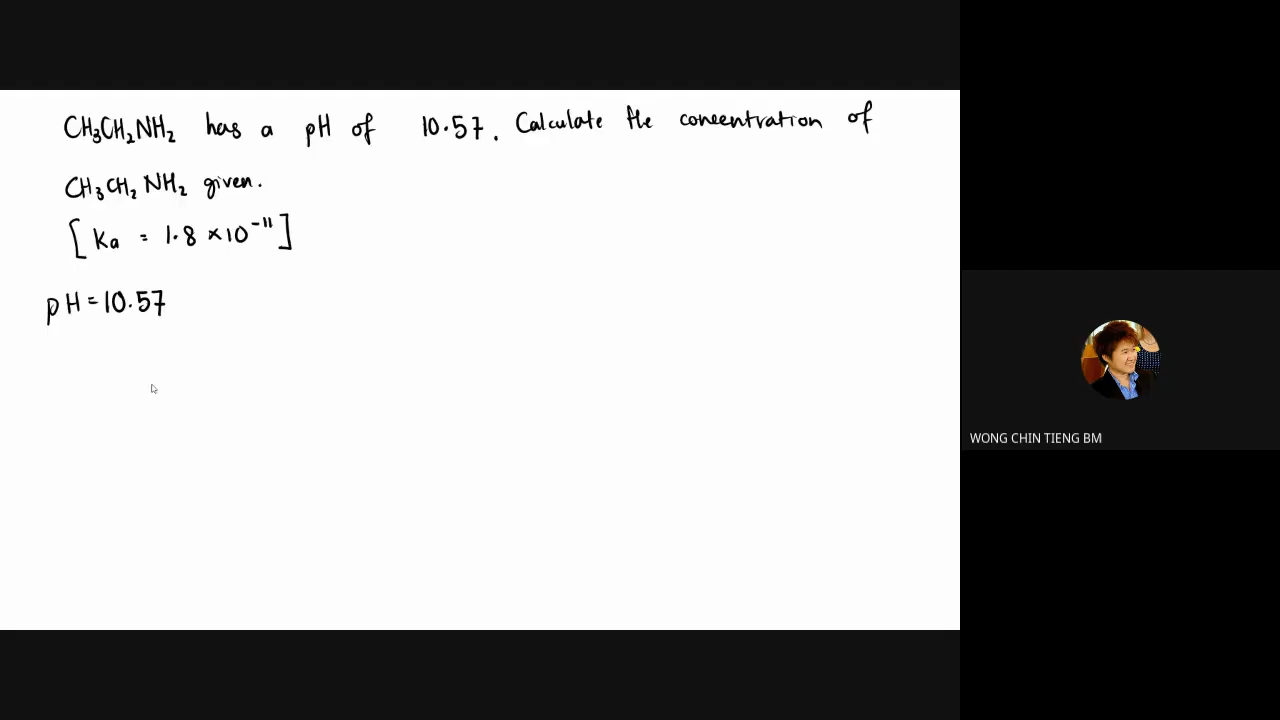 CH₃CH₂NH₂ has a pH of 10.57. Calculate the concentration of
CH₃CH₂NH₂ given.
[Ka = 1.8 ×10⁻¹¹]
pH = 10.57
WONG CHIN TIENG BM